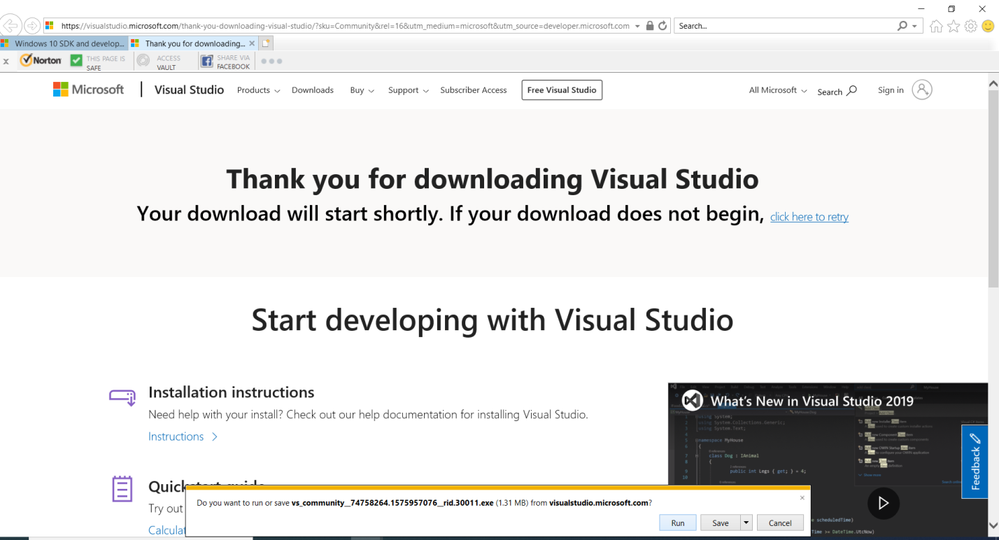 https://visualstudio.microsoft.com/thank-you-downloading-visual-studio/?sku=Community&rel=16&utm_medium=microsoft&utm_source=developer.microsoft.com
Search...
Windows 10 SDK and develop...
Thank you for downloading...
x Norton THIS PAGE IS SAFE ACCESS VAULT SHARE VIA FACEBOOK
Microsoft Visual Studio Products Downloads Buy Support Subscriber Access Free Visual Studio All Microsoft Search Sign in
Thank you for downloading Visual Studio
Your download will start shortly. If your download does not begin, click here to retry
Start developing with Visual Studio
Installation instructions
Need help with your install? Check out our help documentation for installing Visual Studio.
Instructions
What's New in Visual Studio 2019
using System;
using System.Collections.Generic;
using System.Text;
namespace MyHouse
{
class Dog : IAnimal
{
public int Legs { get; } = 4;
Feedback
Try out
Do you want to run or save vs_community__74758264.1575957076__rid.30011.exe (1.31 MB) from visualstudio.microsoft.com?
Run Save Cancel
scheduledTime)
Time >= DateTime.UtcNow)